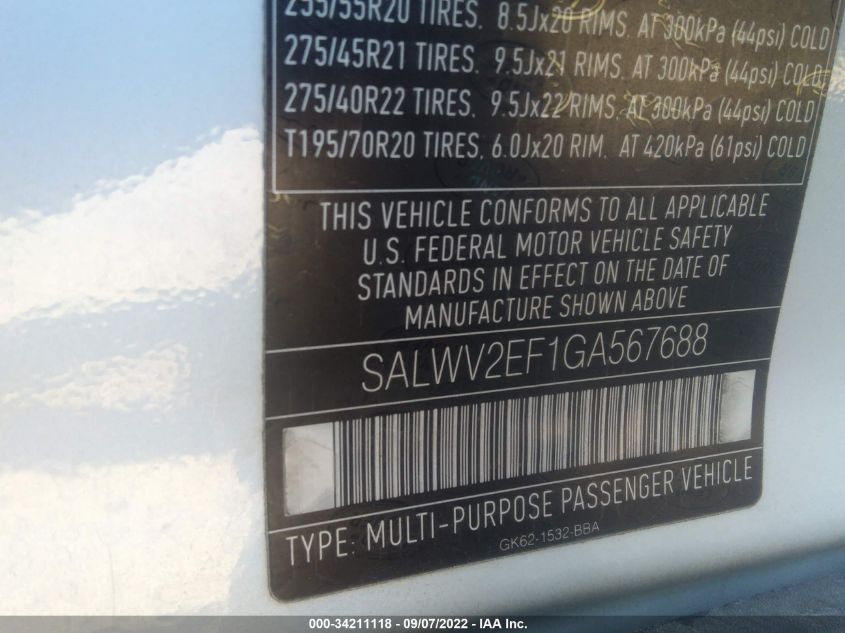 255/55R20 TIRES. 8.5Jx20 RIMS. AT 300kPa (44psi) COLD
275/45R21 TIRES. 9.5Jx21 RIMS. AT 300kPa (44psi) COLD
275/40R22 TIRES. 9.5Jx22 RIMS. AT 300kPa (44psi) COLD
T195/70R20 TIRES. 6.0Jx20 RIM. AT 420kPa (61psi) COLD
THIS VEHICLE CONFORMS TO ALL APPLICABLE
U.S. FEDERAL MOTOR VEHICLE SAFETY
STANDARDS IN EFFECT ON THE DATE OF
MANUFACTURE SHOWN ABOVE
SALWV2EF1GA567688
TYPE: MULTI-PURPOSE PASSENGER VEHICLE
GK62-1532-BBA
000-34211118 - 09/07/2022 - IAA Inc.